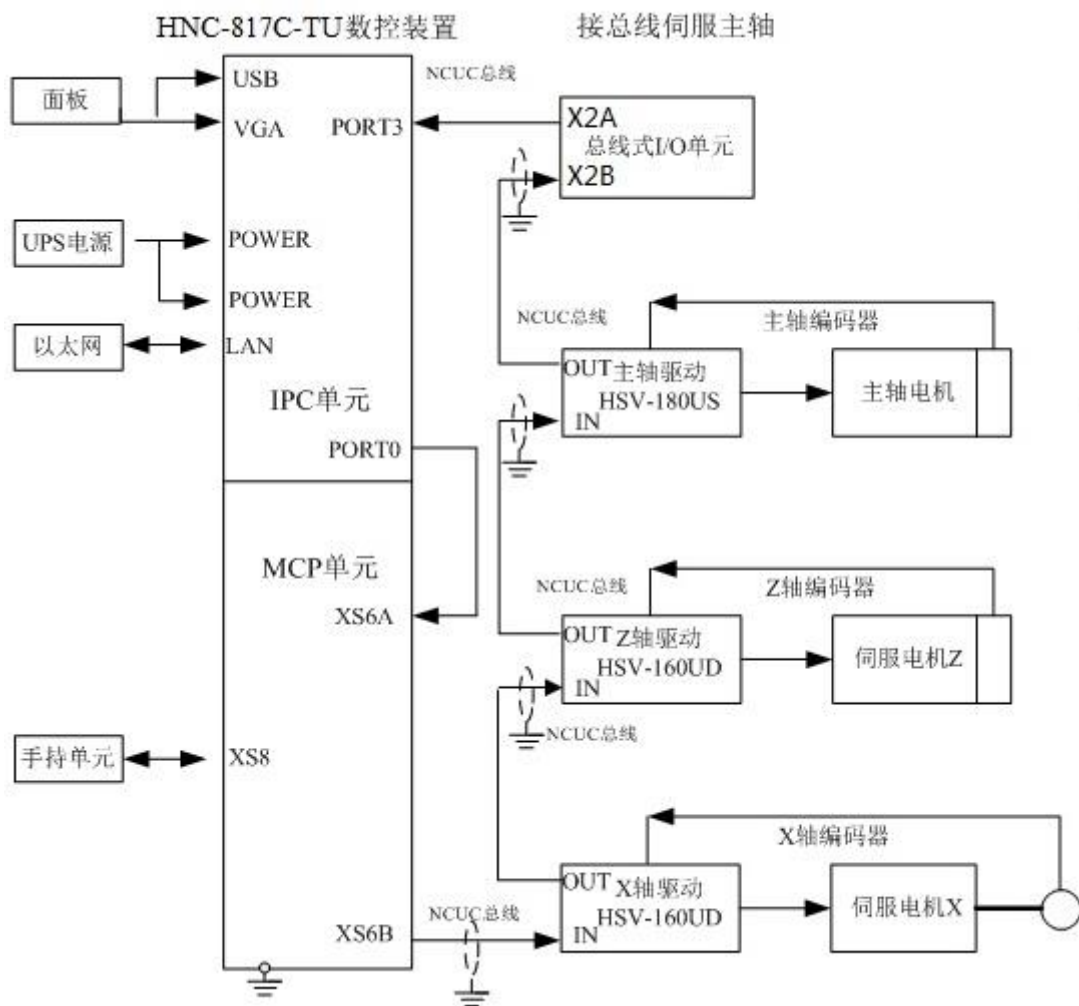 HNC-817C-TU数控装置
接总线伺服主轴
面板
USB
VGA
PORT3
NCUC总线
X2A
总线式I/O单元
X2B
UPS电源
POWER
POWER
以太网
LAN
IPC单元
PORT0
NCUC总线
主轴编码器
OUT 主轴驱动
HSV-180US
IN
主轴电机
MCP单元
XS6A
NCUC总线
Z轴编码器
OUT Z轴驱动
HSV-160UD
IN
伺服电机Z
NCUC总线
手持单元
XS8
X轴编码器
OUT X轴驱动
HSV-160UD
IN
伺服电机X
XS6B
NCUC总线